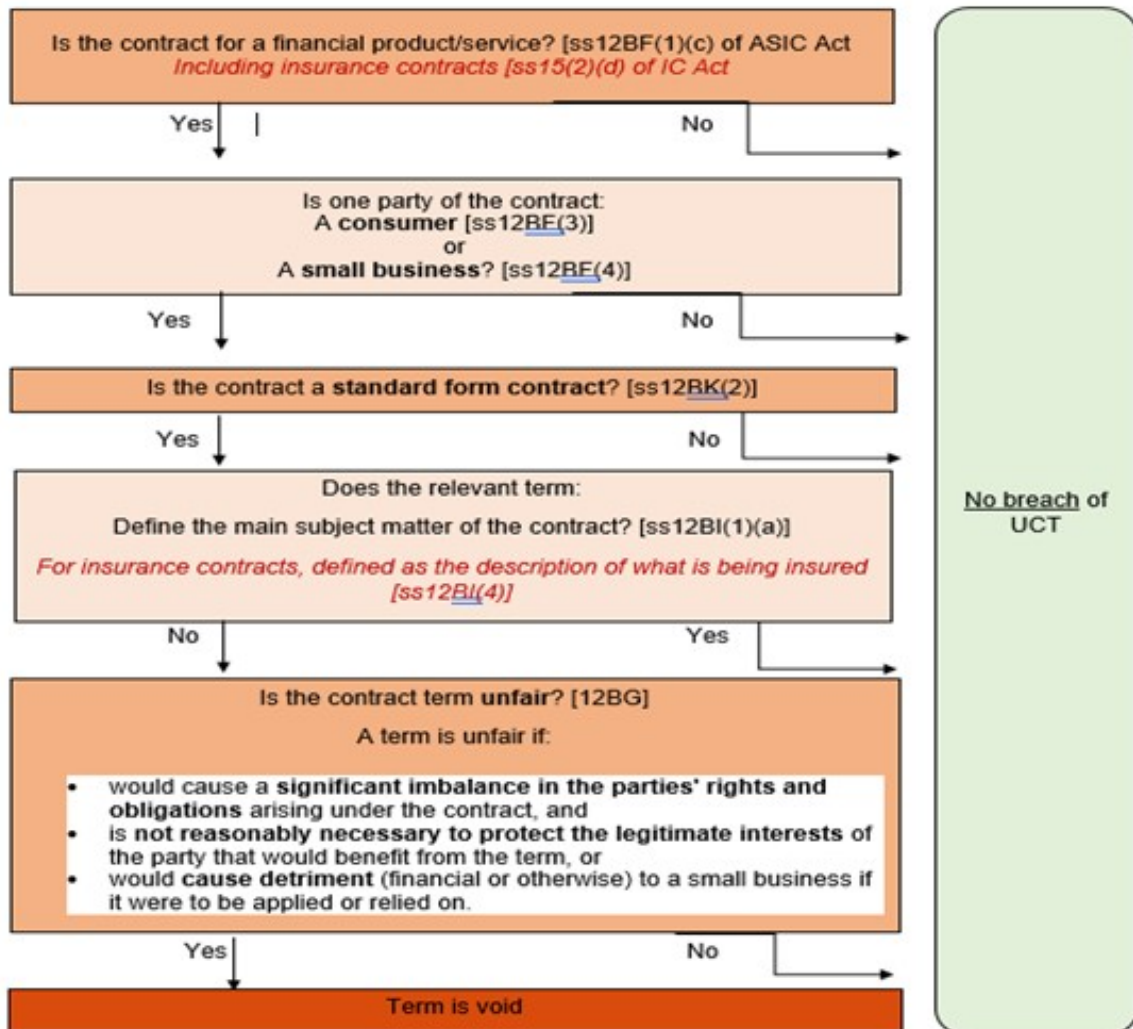 Is the contract for a financial product/service? [ss12BF(1)(c) of ASIC Act
Including insurance contracts [ss15(2)(d) of IC Act
Yes
No
Is one party of the contract:
A consumer [ss12BF(3)]
or
A small business? [ss12BF(4)]
Yes
No
Is the contract a standard form contract? [ss12BK(2)]
Yes
No
Does the relevant term:
Define the main subject matter of the contract? [ss12BI(1)(a)]
For insurance contracts, defined as the description of what is being insured
[ss12BI(4)]
No
Yes
Is the contract term unfair? [12BG]
A term is unfair if:
• would cause a significant imbalance in the parties' rights and
obligations arising under the contract, and
• is not reasonably necessary to protect the legitimate interests of
the party that would benefit from the term, or
• would cause detriment (financial or otherwise) to a small business if
it were to be applied or relied on.
Yes
No
Term is void
No breach of
UCT